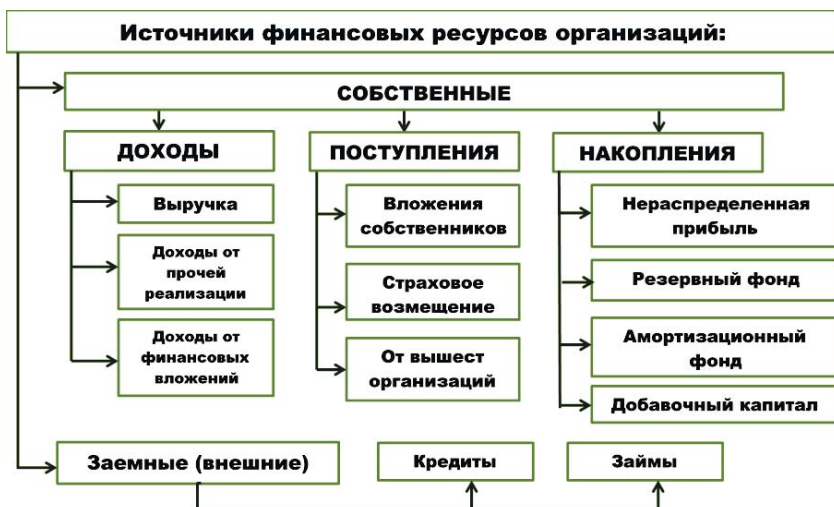 Источники финансовых ресурсов организаций:
СОБСТВЕННЫЕ
ДОХОДЫ
Выручка
Доходы от
прочей
реализации
Доходы от
финансовых
вложений
ПОСТУПЛЕНИЯ
Вложения
собственников
Страховое
возмещение
От вышест
организаций
НАКОПЛЕНИЯ
Нераспределенная
прибыль
Резервный фонд
Амортизационный
фонд
Добавочный капитал
Заемные (внешние)
Кредиты
Займы